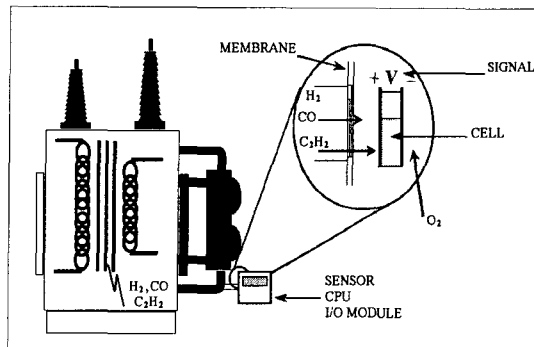 MEMBRANE
+ V –
SIGNAL
H₂
CO
C₂H₂
CELL
O₂
H₂,CO
C₂H₂
SENSOR
CPU
I/O MODULE